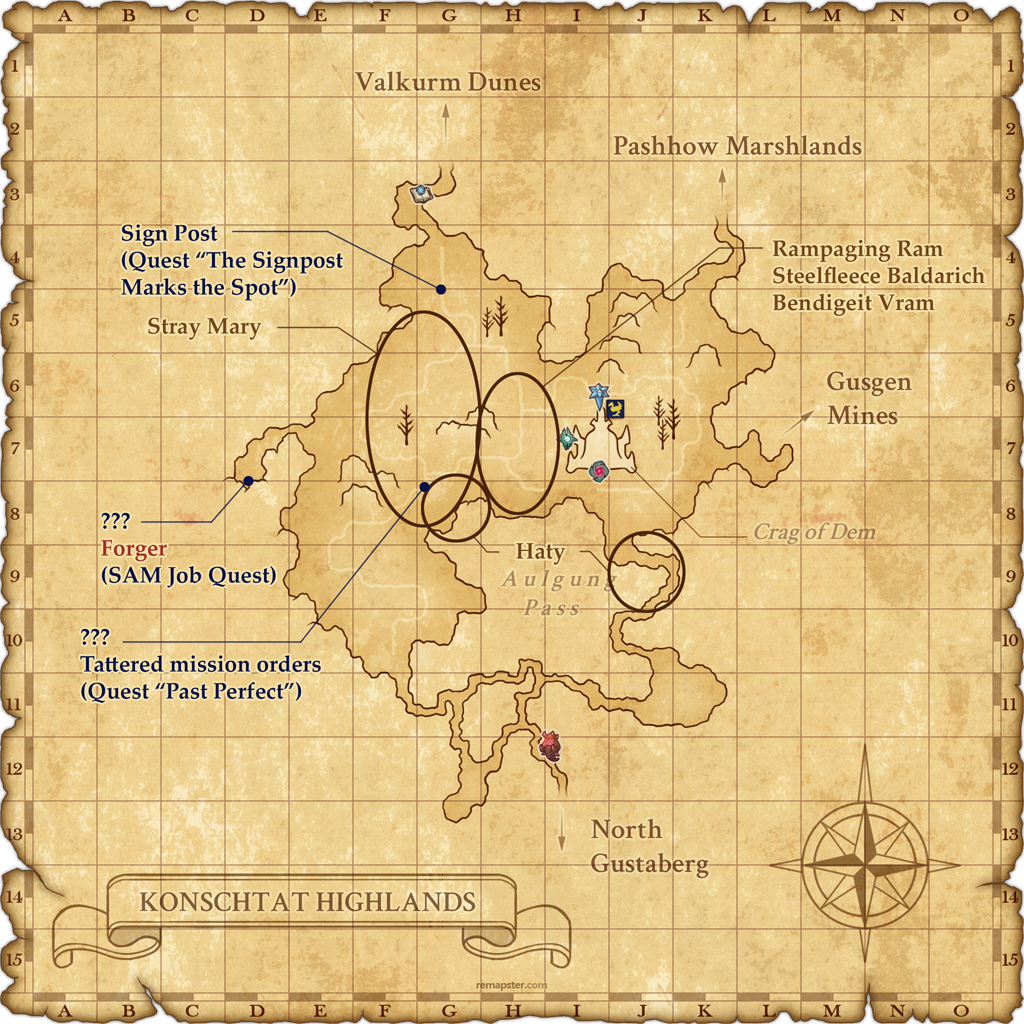 A B C D E F G H I J K L M N O
1 1
Valkurm Dunes
2 2
Pashhow Marshlands
3 3
Sign Post
(Quest “The Signpost
Marks the Spot”)
4 4
Rampaging Ram
Steelfleece Baldarich
Bendigeit Vram
5 5
Stray Mary
6 6
Gusgen
Mines
7 7
8 8
???
Forger
(SAM Job Quest)
Crag of Dem
Haty
9 9
Aulgung
Pass
10 10
???
Tattered mission orders
(Quest “Past Perfect”)
11 11
12 12
13 13
North
Gustaberg
14 14
KONSCHTAT HIGHLANDS
15 15
remapster.com
A B C D E F G H I J K L M N O